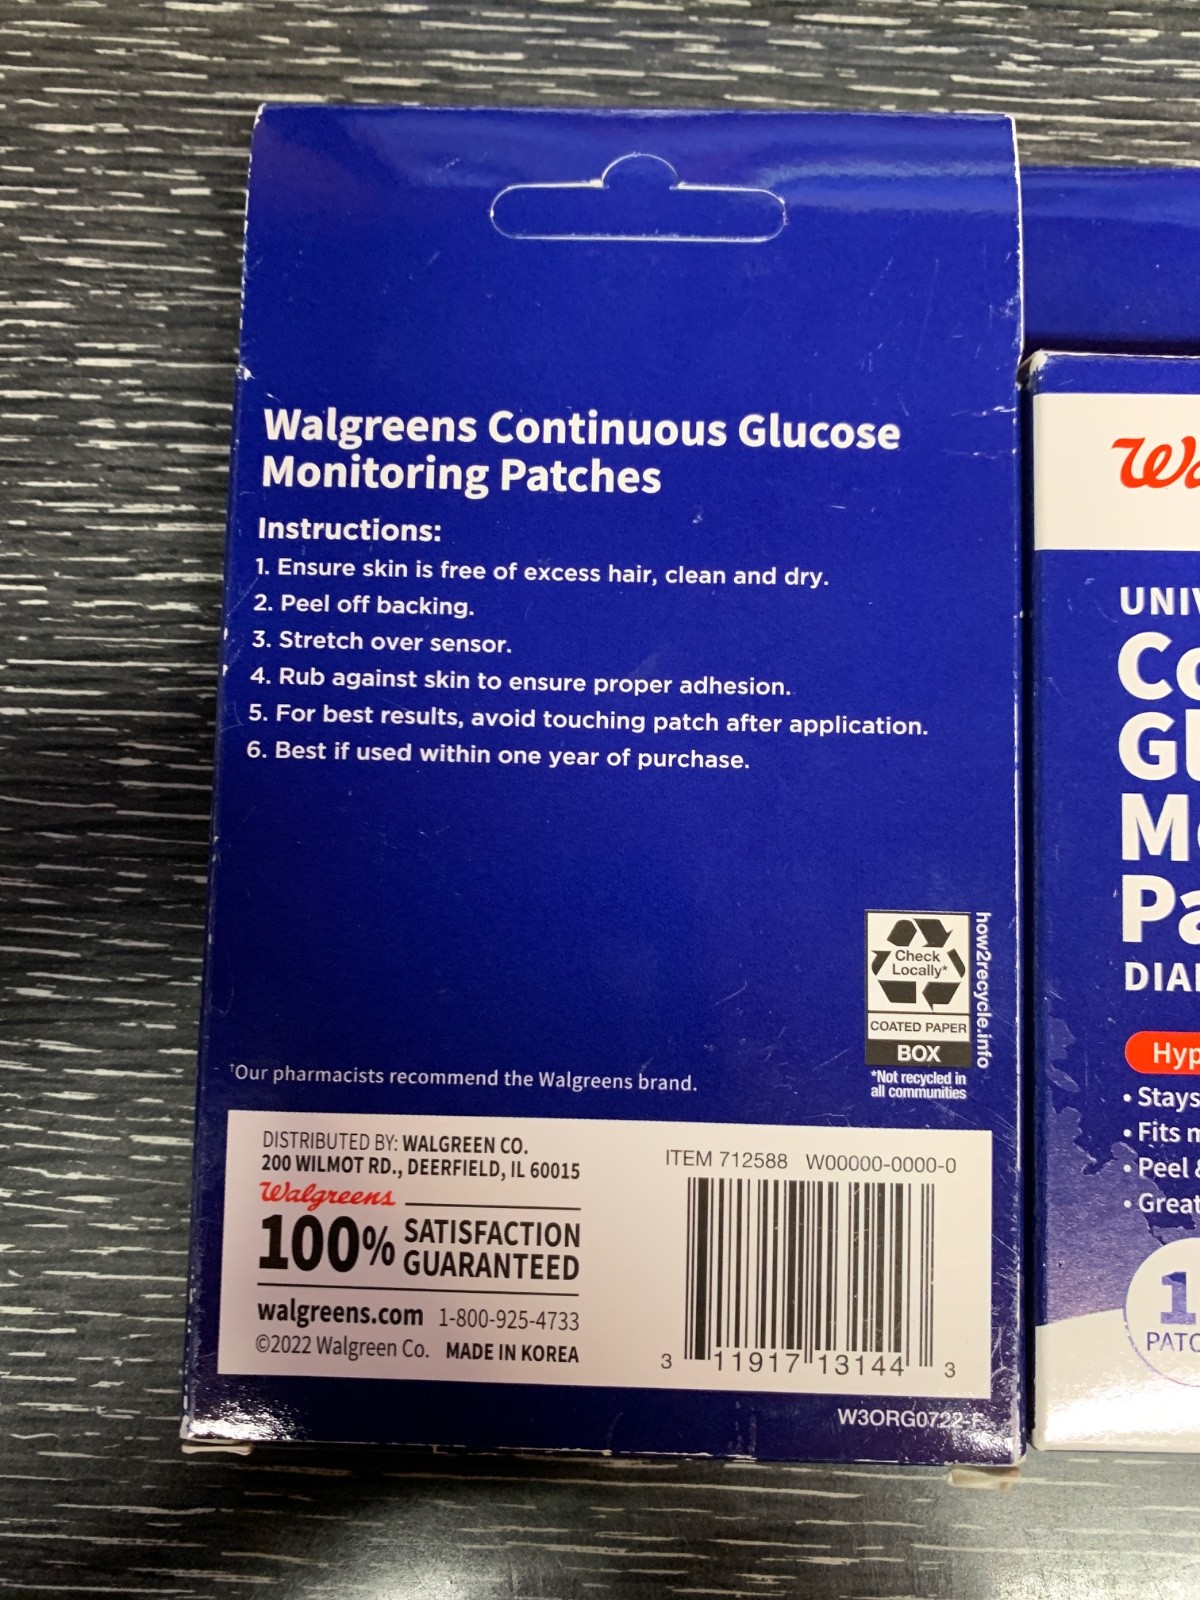 Walgreens Continuous Glucose
Monitoring Patches
Instructions:
1. Ensure skin is free of excess hair, clean and dry.
2. Peel off backing.
3. Stretch over sensor.
4. Rub against skin to ensure proper adhesion.
5. For best results, avoid touching patch after application.
6. Best if used within one year of purchase.
Check
Locally*
COATED PAPER
BOX
*Not recycled in
all communities
how2recycle.info
†Our pharmacists recommend the Walgreens brand.
DISTRIBUTED BY: WALGREEN CO.
200 WILMOT RD., DEERFIELD, IL 60015
Walgreens
100% SATISFACTION
GUARANTEED
walgreens.com 1-800-925-4733
©2022 Walgreen Co. MADE IN KOREA
ITEM 712588 W00000-0000-0
3 11917 13144 3
W3ORG0722-F
• Stays
• Fits
• Peel
• Great